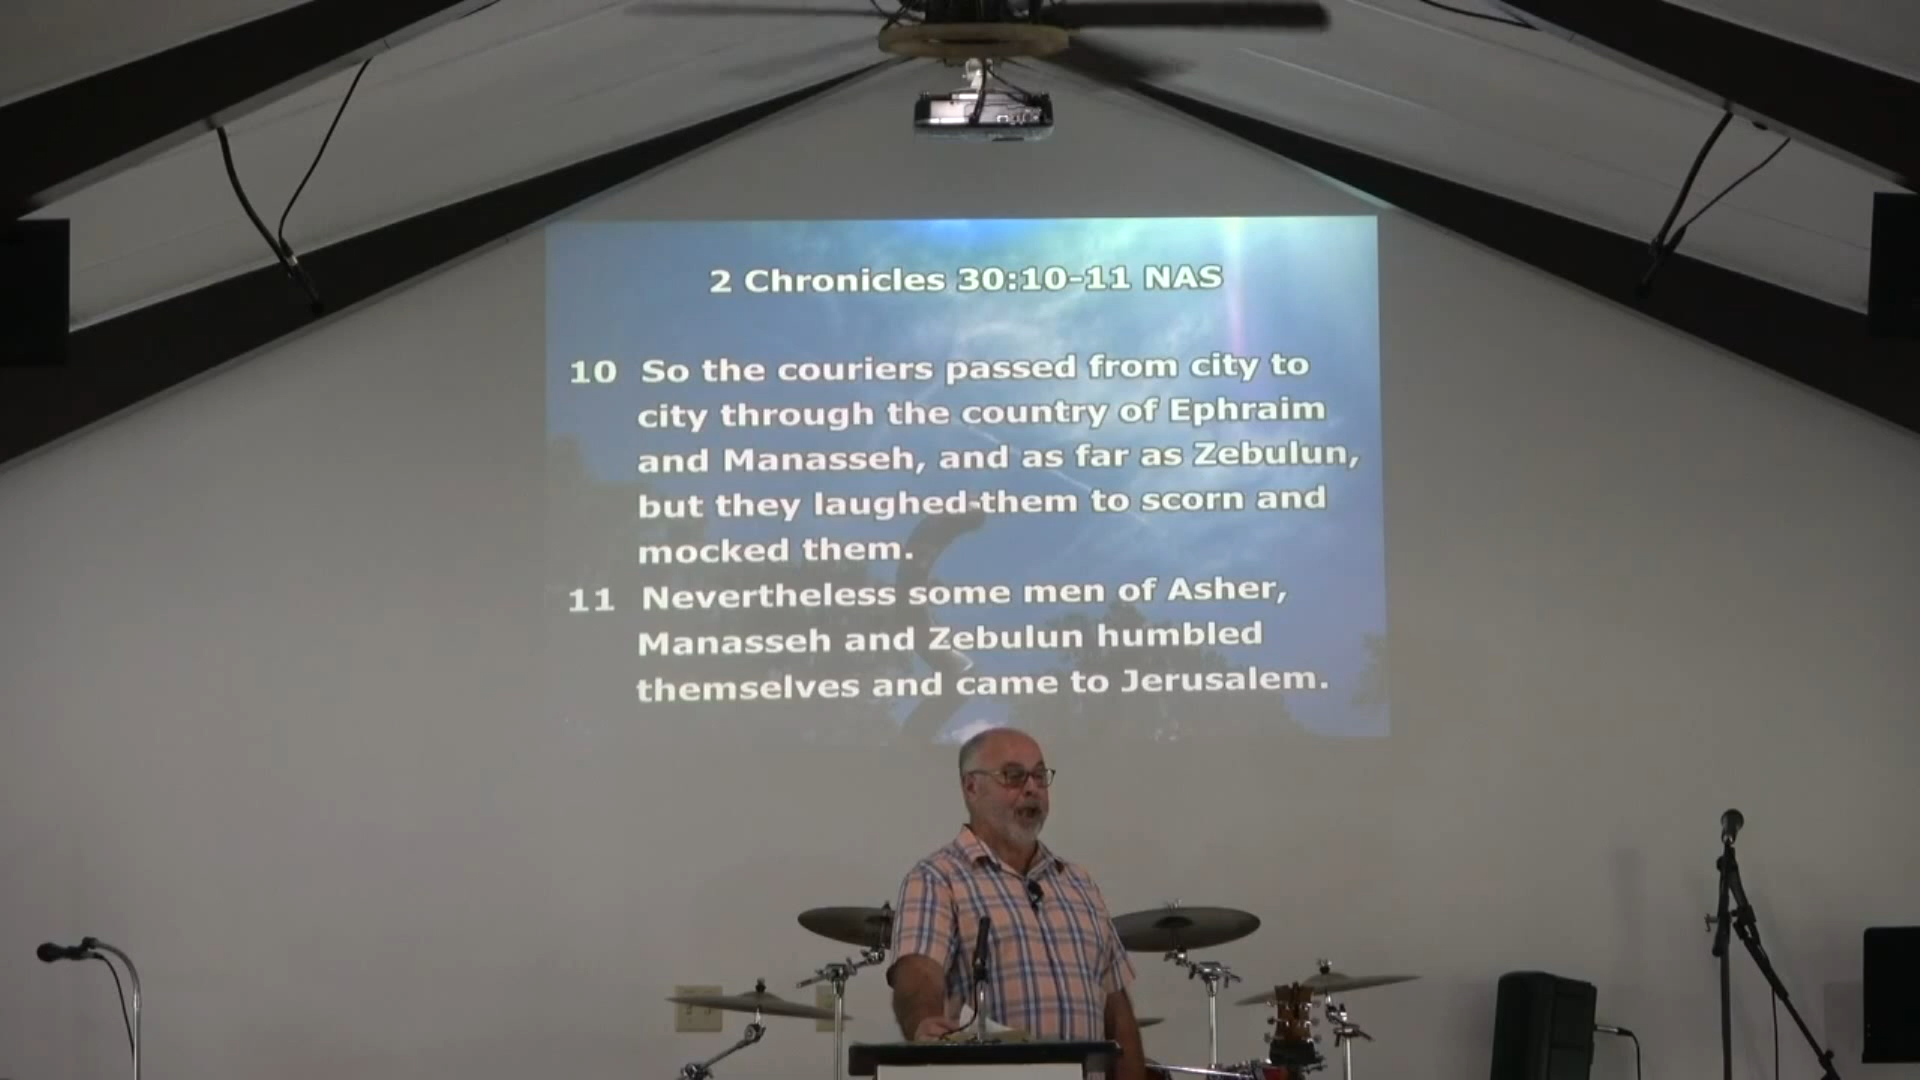 2 Chronicles 30:10-11 NAS
10 So the couriers passed from city to
city through the country of Ephraim
and Manasseh, and as far as Zebulun,
but they laughed them to scorn and
mocked them.
11 Nevertheless some men of Asher,
Manasseh and Zebulun humbled
themselves and came to Jerusalem.